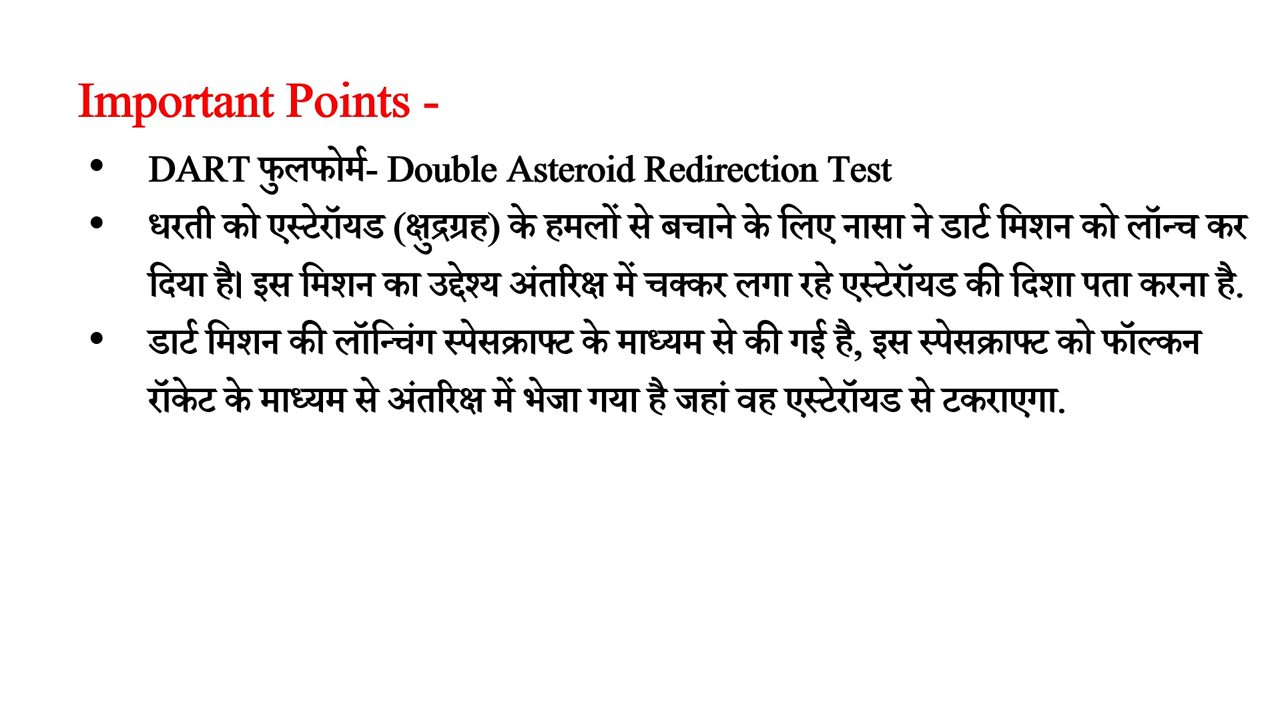 Important Points -
• DART फुलफोर्म- Double Asteroid Redirection Test
• धरती को एस्टेरॉयड (क्षुद्रग्रह) के हमलों से बचाने के लिए नासा ने डार्ट मिशन को लॉन्च कर
दिया है। इस मिशन का उद्देश्य अंतरिक्ष में चक्कर लगा रहे एस्टेरॉयड की दिशा पता करना है.
• डार्ट मिशन की लॉन्चिंग स्पेसक्राफ्ट के माध्यम से की गई है, इस स्पेसक्राफ्ट को फॉल्कन
रॉकेट के माध्यम से अंतरिक्ष में भेजा गया है जहां वह एस्टेरॉयड से टकराएगा.